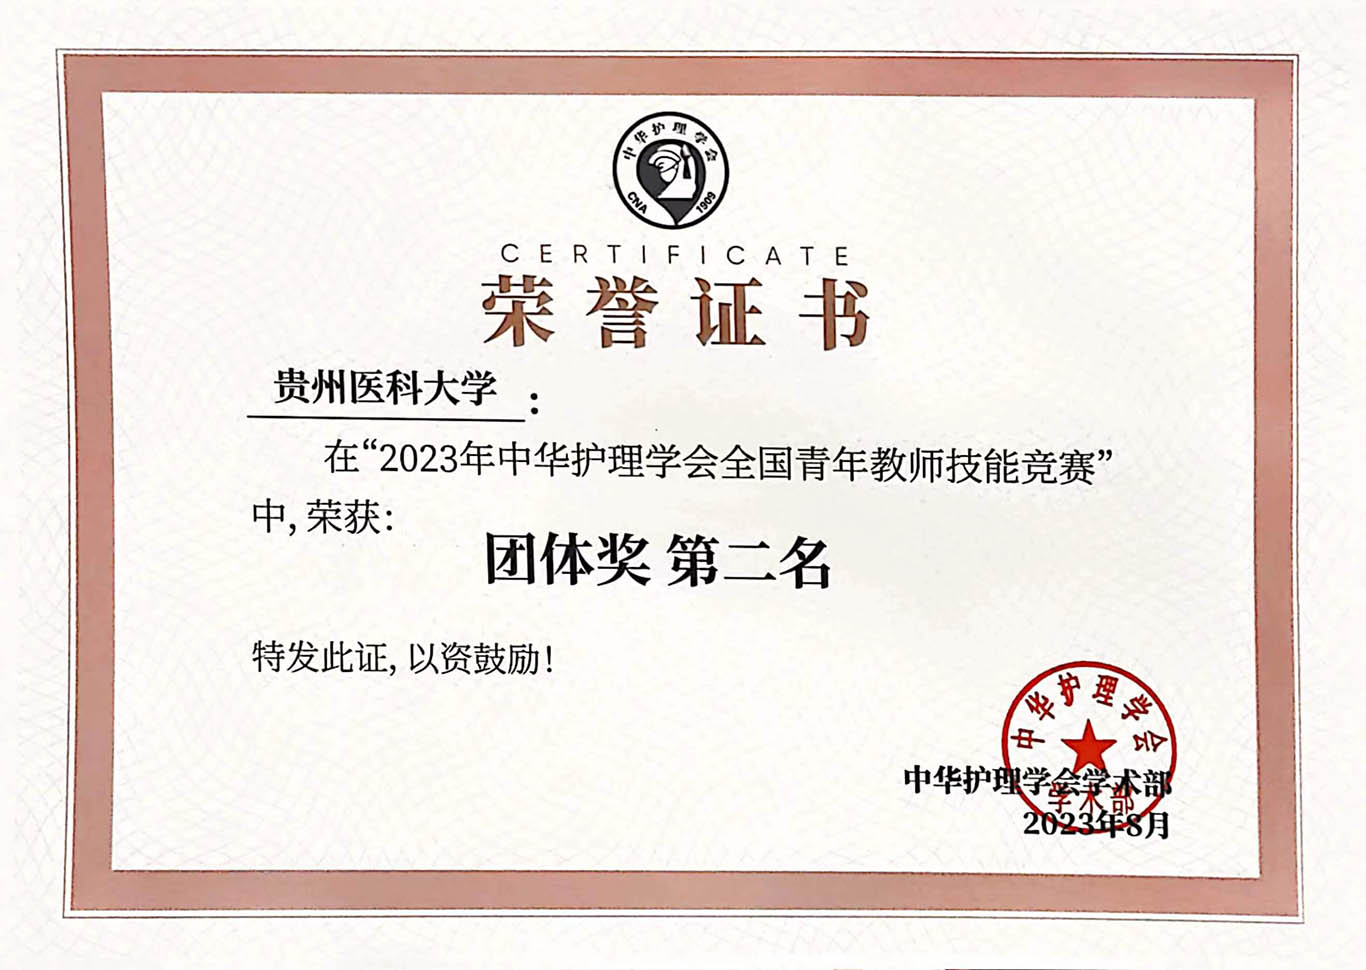 中华护理学会
CNA 1909
CERTIFICATE
荣誉证书
贵州医科大学：
在“2023年中华护理学会全国青年教师技能竞赛”
中, 荣获：
团体奖 第二名
特发此证, 以资鼓励！
中华护理学会
中华护理学会学术部
学术部
2023年8月